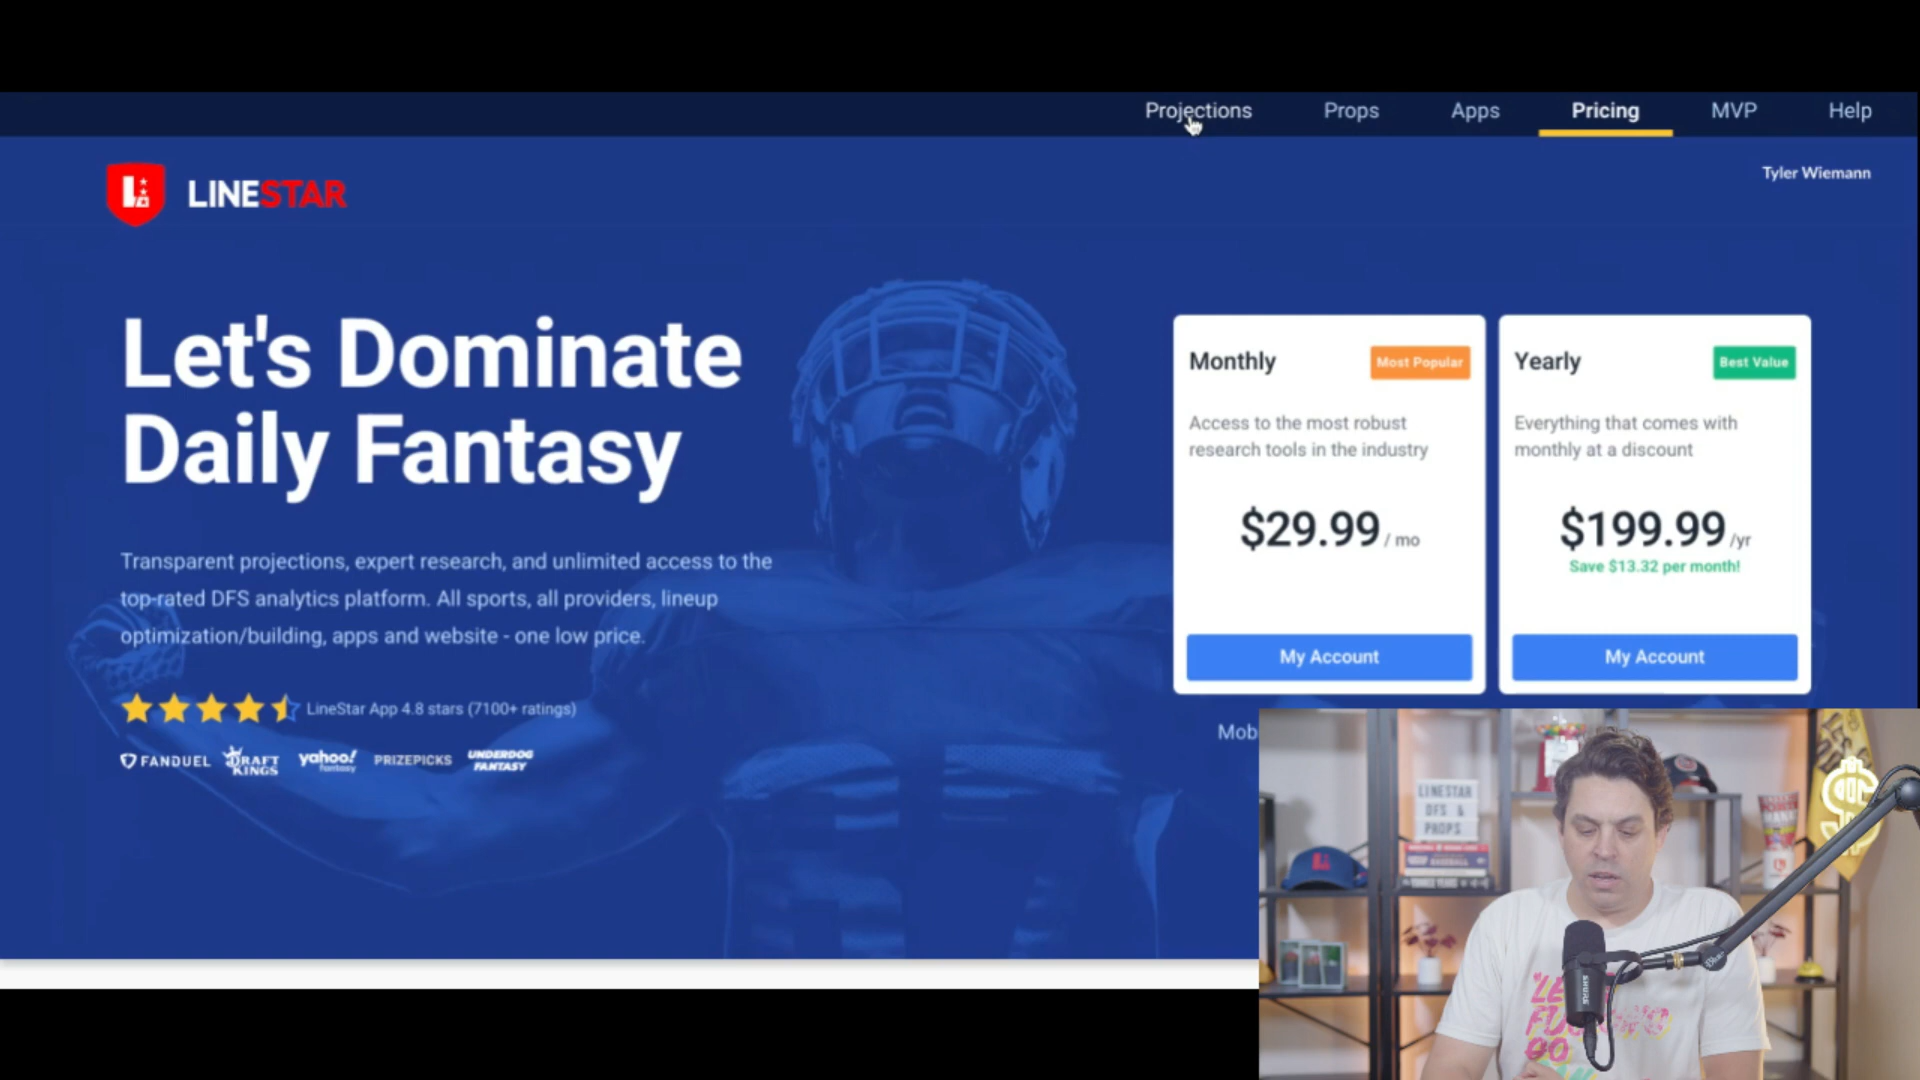 Projections
Props
Apps
Pricing
MVP
Help
LINESTAR
Tyler Wiemann
Let's Dominate
Daily Fantasy
Transparent projections, expert research, and unlimited access to the
top-rated DFS analytics platform. All sports, all providers, lineup
optimization/building, apps and website - one low price.
LineStar App 4.8 stars (7100+ ratings)
FANDUEL
DRAFT
KINGS
yahoo!
fantasy
PRIZEPICKS
UNDERDOG
FANTASY
Monthly
Most Popular
Access to the most robust
research tools in the industry
$29.99 / mo
My Account
Yearly
Best Value
Everything that comes with
monthly at a discount
$199.99 /yr
Save $13.32 per month!
My Account
Mob
LINESTAR
DFS &
PROPS
SHURE